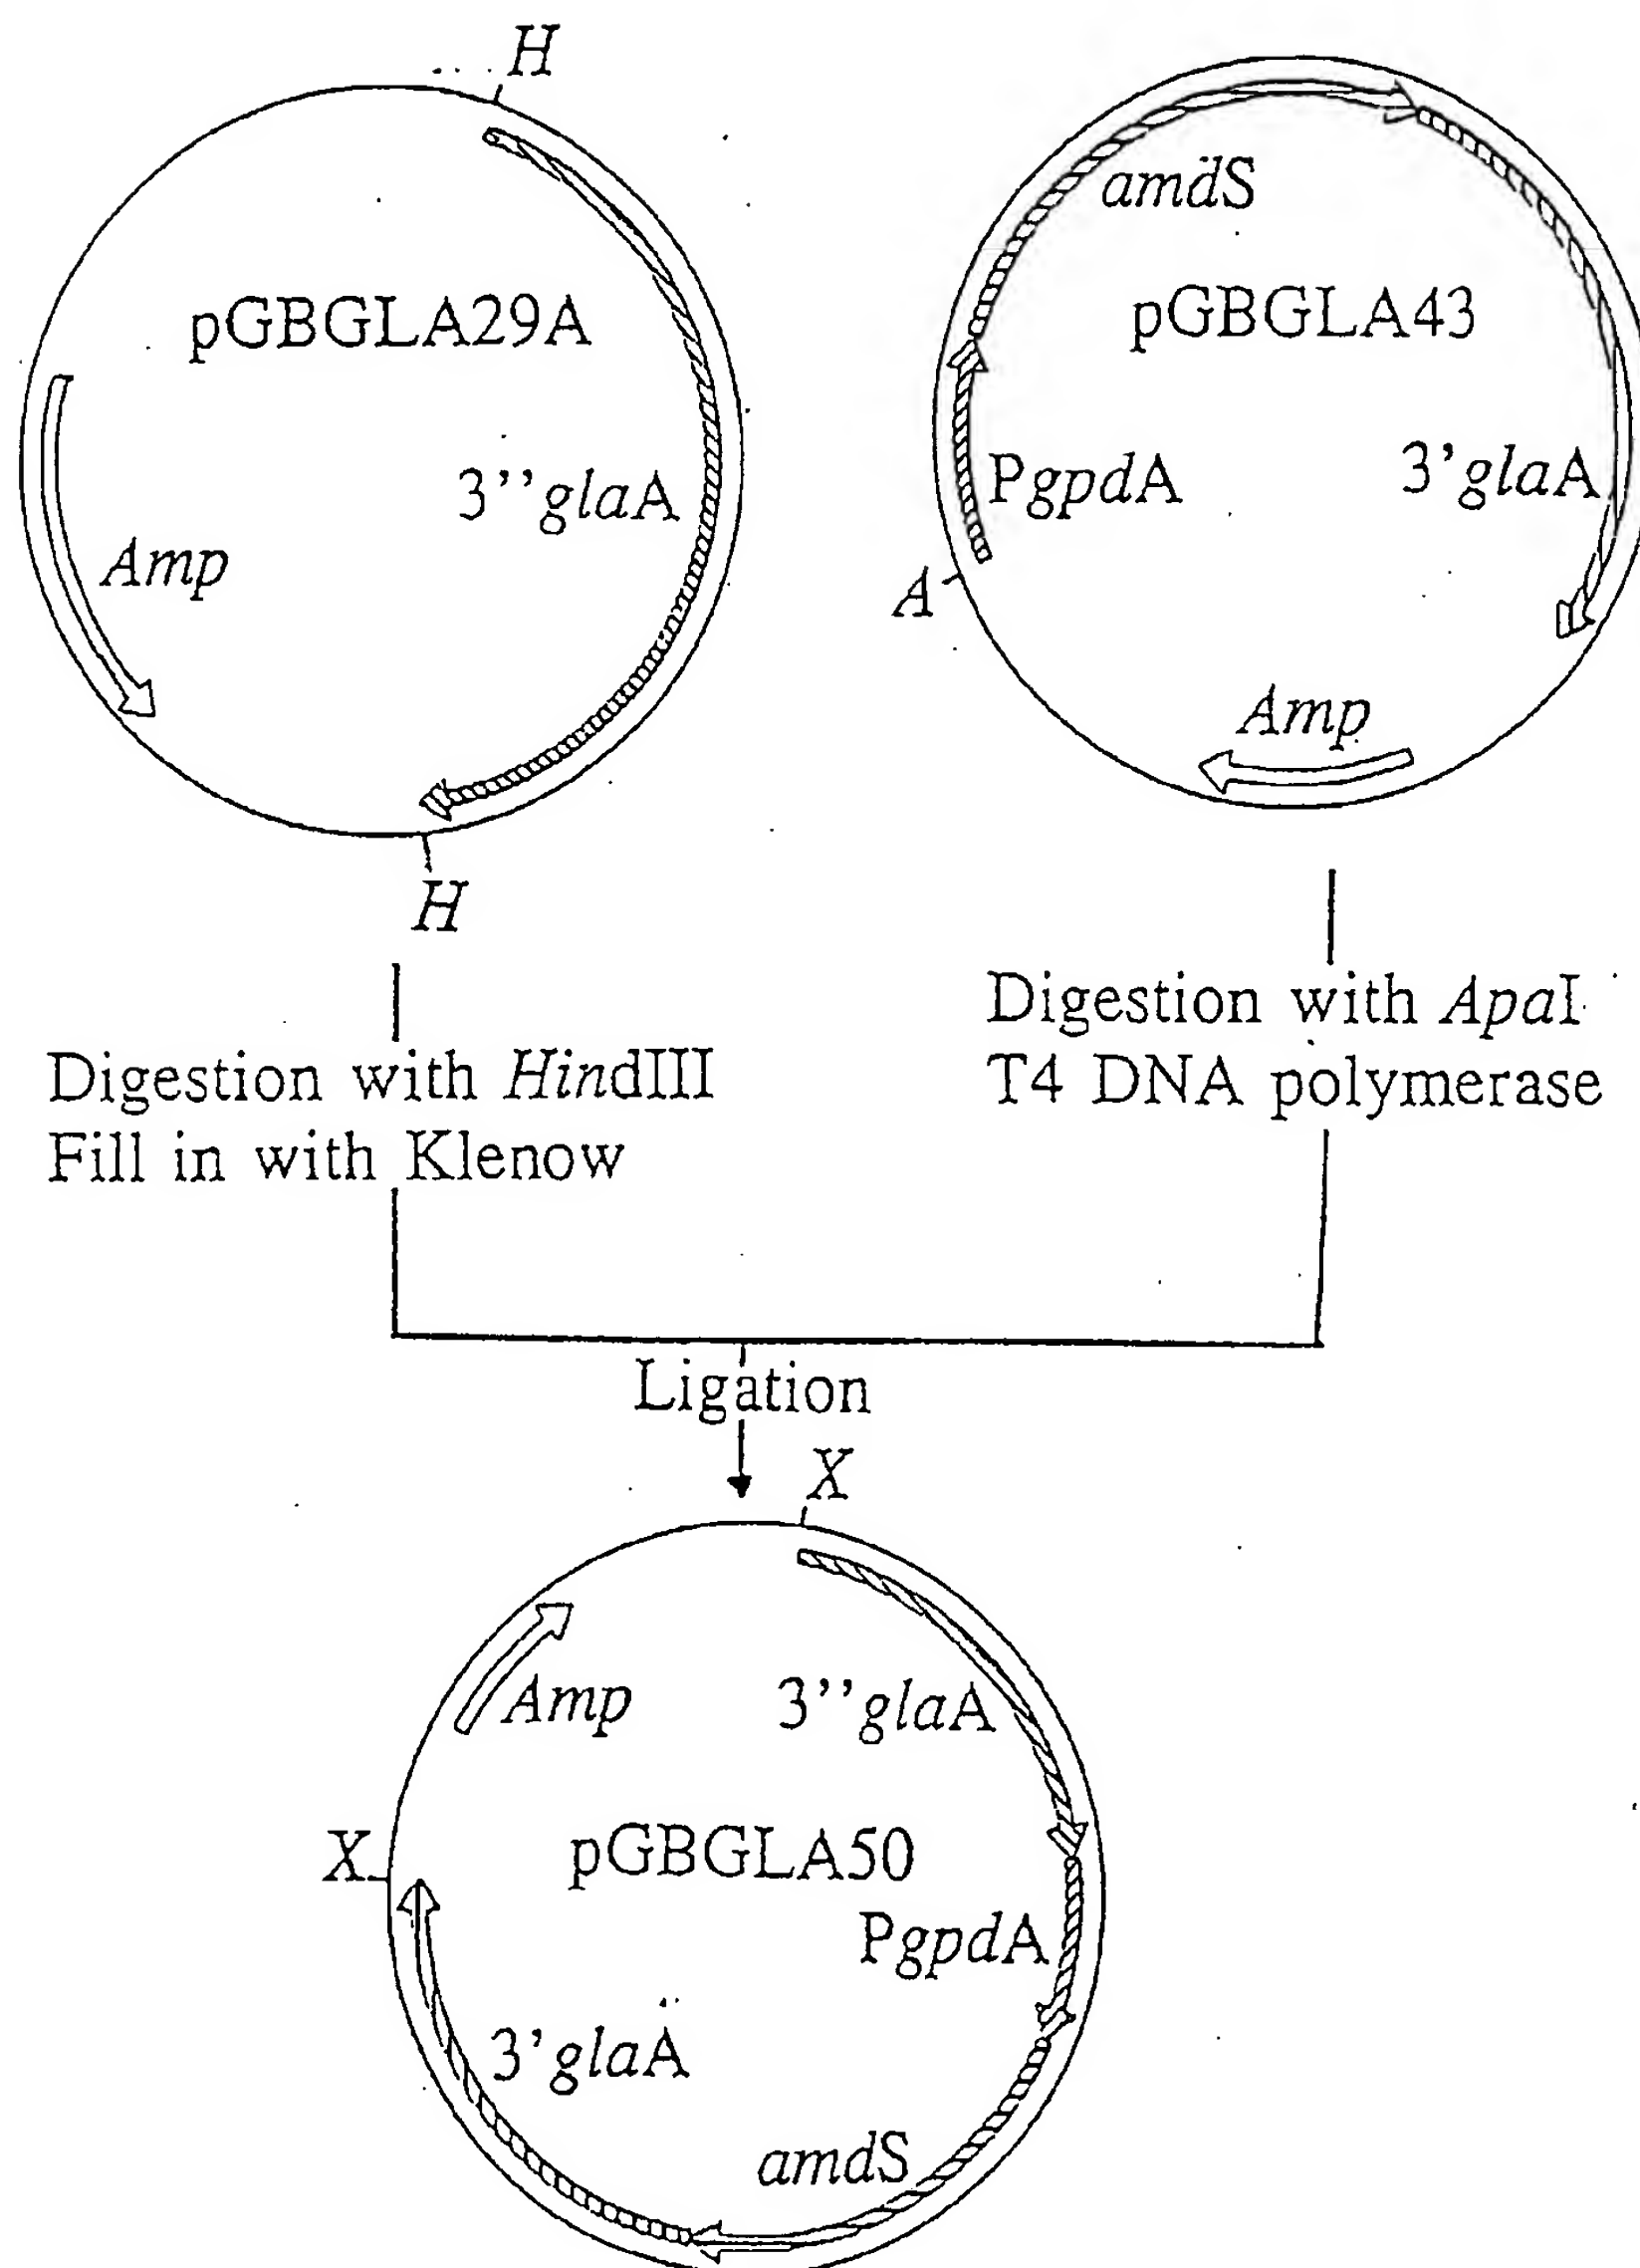 H
amdS
pGBGLA29A
pGBGLA43
3''glaA
3'glaA
PgpdA
Amp
A
Amp
H
Digestion with HindIII
Fill in with Klenow
Digestion with ApaI
T4 DNA polymerase
Ligation
X
Amp
3''glaA
X
pGBGLA50
PgpdA
3'glaA
amdS